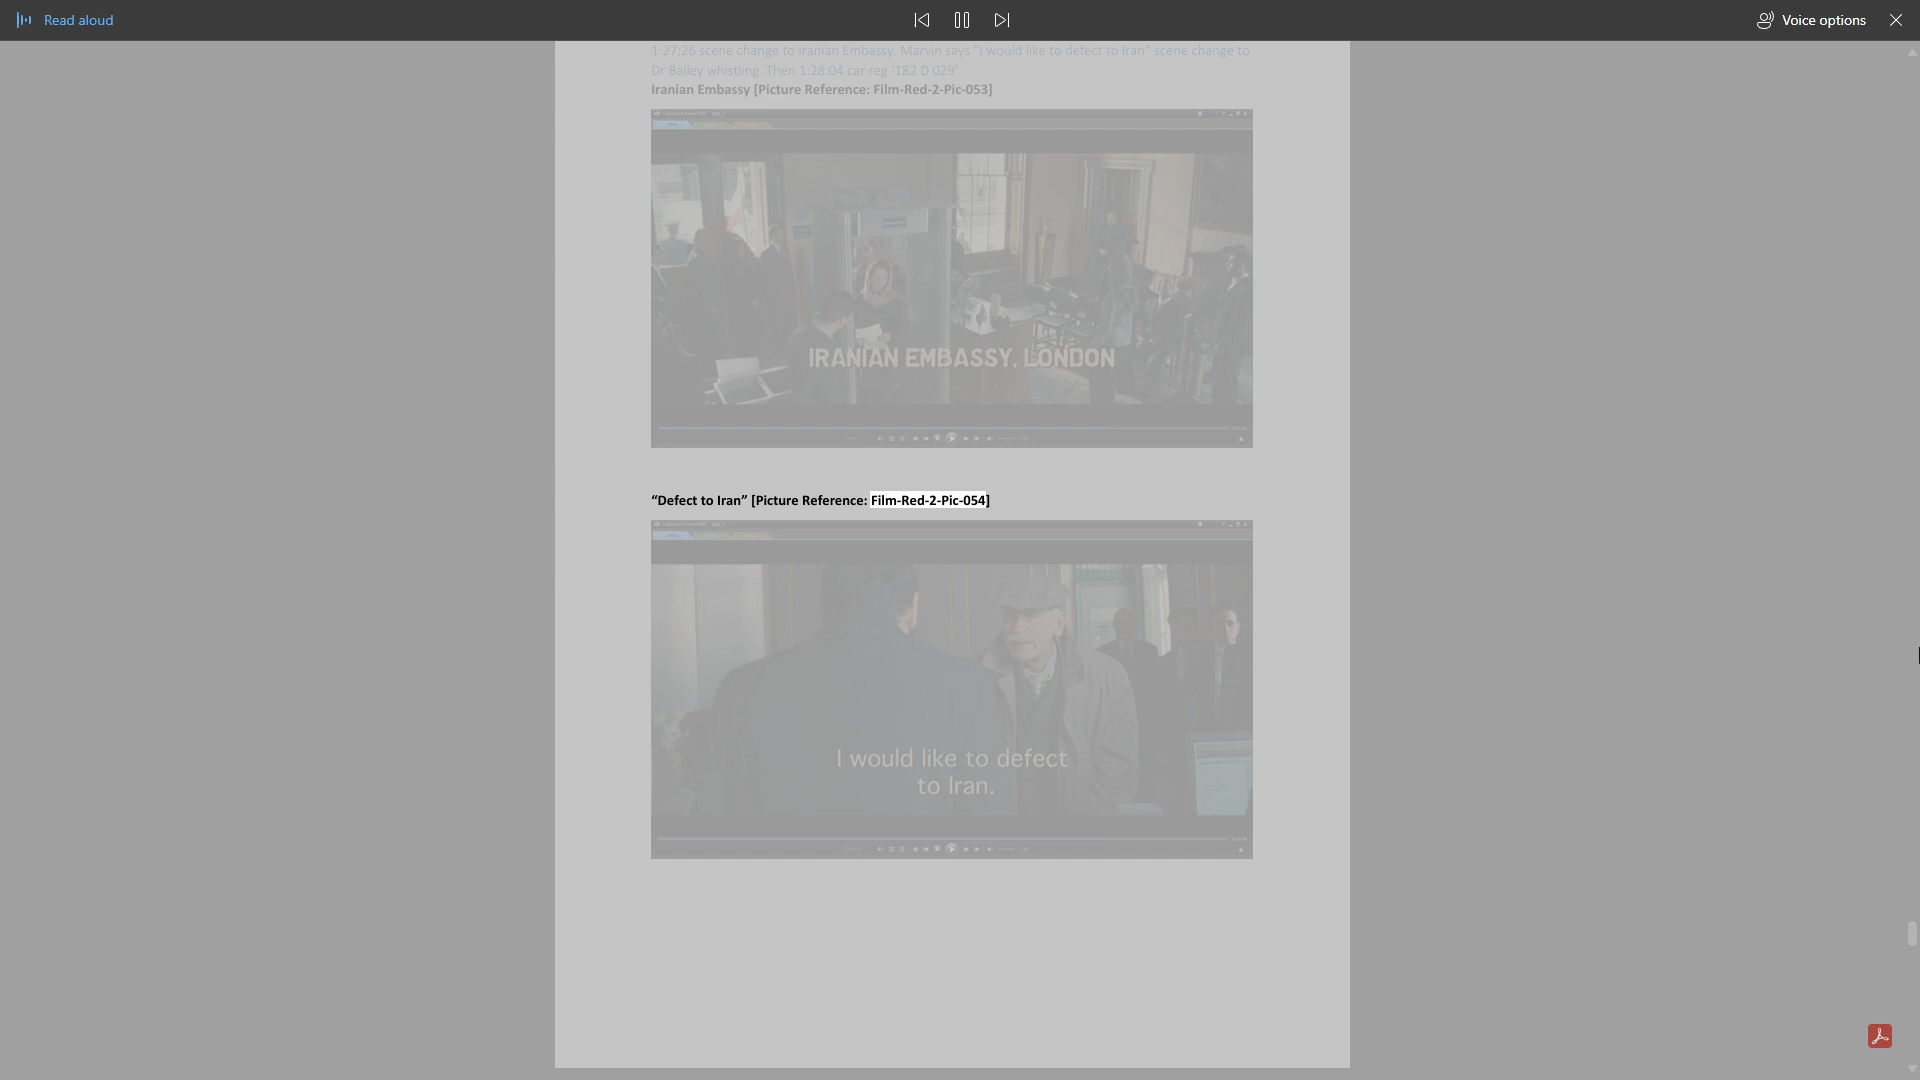 Read aloud
Voice options
1:27:26 scene change to Iranian Embassy. Marvin says “I would like to defect to Iran” scene change to
Dr Bailey whistling. Then 1:28:04 car reg ‘182 D 029’
Iranian Embassy [Picture Reference: Film-Red-2-Pic-053]
IRANIAN EMBASSY, LONDON
“Defect to Iran” [Picture Reference: Film-Red-2-Pic-054]
I would like to defect
to Iran.